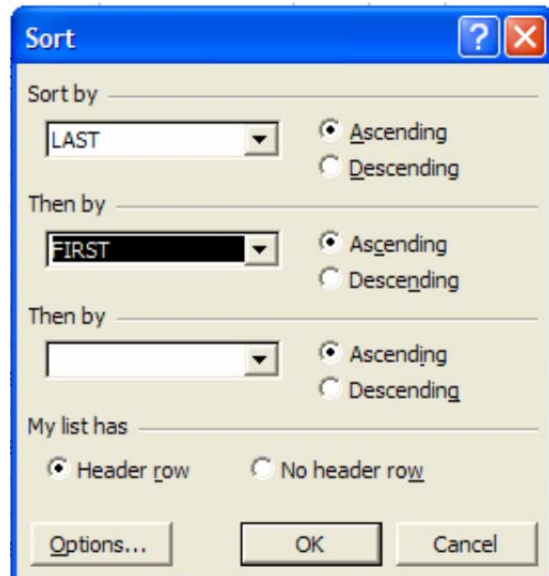 Sort ?
Sort by
LAST Ascending
Descending
Then by
FIRST Ascending
Descending
Then by
Ascending
Descending
My list has
Header row No header row
Options... OK Cancel